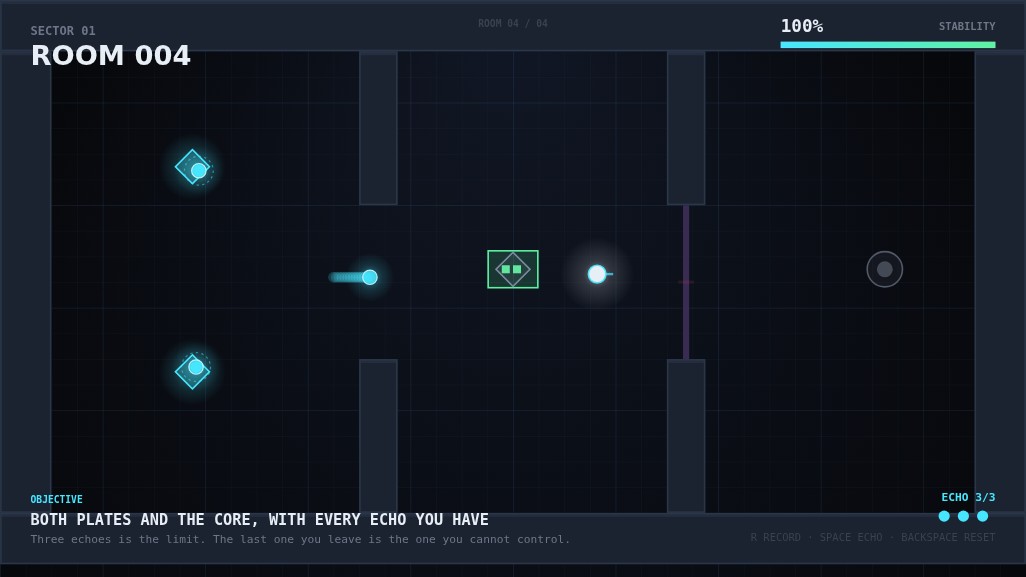 SECTOR 01
ROOM 004
ROOM 04 / 04
100%
STABILITY
OBJECTIVE
BOTH PLATES AND THE CORE, WITH EVERY ECHO YOU HAVE
Three echoes is the limit. The last one you leave is the one you cannot control.
ECHO 3/3
R RECORD · SPACE ECHO · BACKSPACE RESET